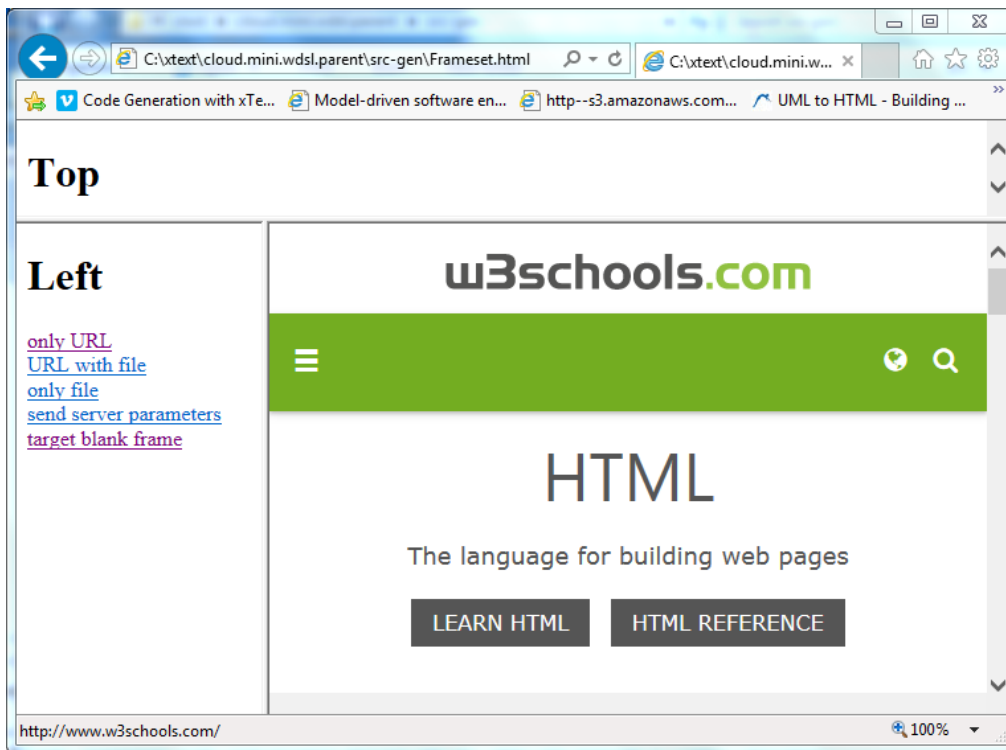 C:\xtext\cloud.mini.wdsl.parent\src-gen\Frameset.html
C:\xtext\cloud.mini.w...
Code Generation with xTe...
Model-driven software en...
http--s3.amazonaws.com...
UML to HTML - Building ...
Top
Left
only URL
URL with file
only file
send server parameters
target blank frame
w3schools.com
HTML
The language for building web pages
LEARN HTML
HTML REFERENCE
http://www.w3schools.com/
100%